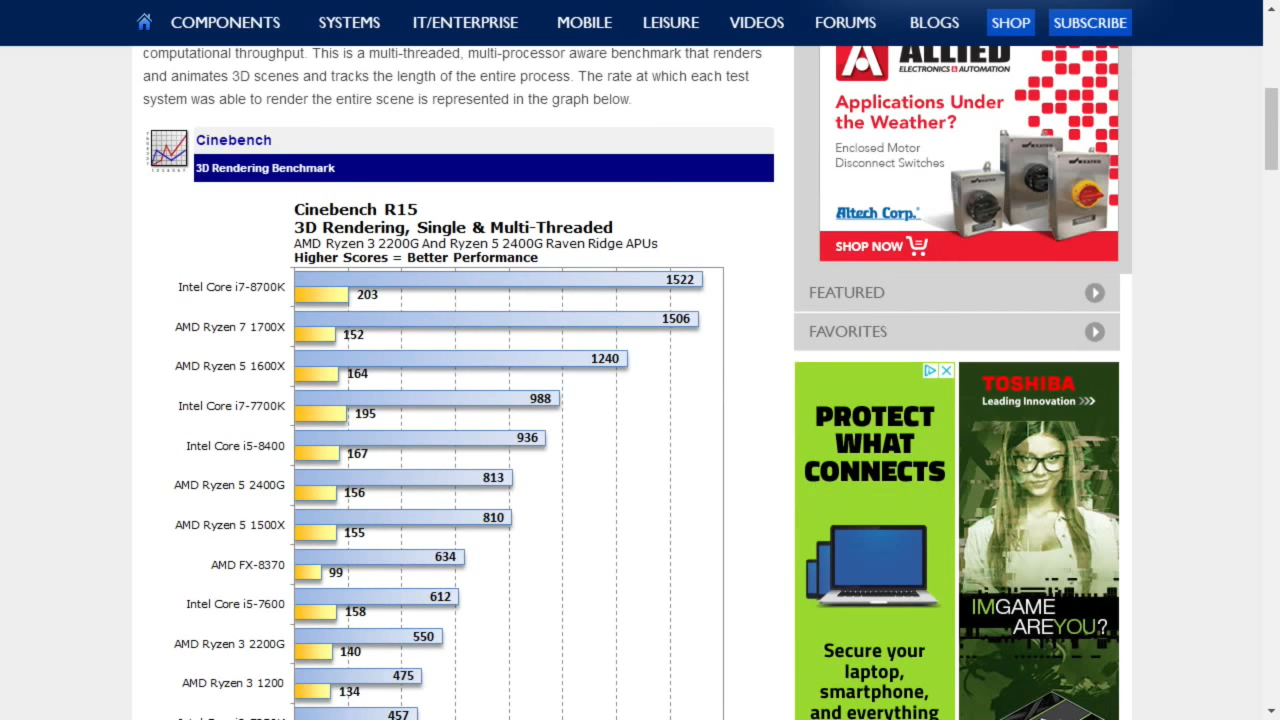 COMPONENTS SYSTEMS IT/ENTERPRISE MOBILE LEISURE VIDEOS FORUMS BLOGS SHOP SUBSCRIBE
computational throughput. This is a multi-threaded, multi-processor aware benchmark that renders
and animates 3D scenes and tracks the length of the entire process. The rate at which each test
system was able to render the entire scene is represented in the graph below.
Cinebench
3D Rendering Benchmark
Cinebench R15
3D Rendering, Single & Multi-Threaded
AMD Ryzen 3 2200G And Ryzen 5 2400G Raven Ridge APUs
Higher Scores = Better Performance
Intel Core i7-8700K 1522
203
AMD Ryzen 7 1700X 1506
152
AMD Ryzen 5 1600X 1240
164
Intel Core i7-7700K 988
195
Intel Core i5-8400 936
167
AMD Ryzen 5 2400G 813
156
AMD Ryzen 5 1500X 810
155
AMD FX-8370 634
99
Intel Core i5-7600 612
158
AMD Ryzen 3 2200G 550
140
AMD Ryzen 3 1200 475
134
457
ALLIED
ELECTRONICS & AUTOMATION
Applications Under
the Weather?
Enclosed Motor
Disconnect Switches
Altech Corp.
SHOP NOW
FEATURED
FAVORITES
PROTECT
WHAT
CONNECTS
Secure your
laptop,
smartphone,
and everything
TOSHIBA
Leading Innovation >>>
IMGAME
AREYOU?